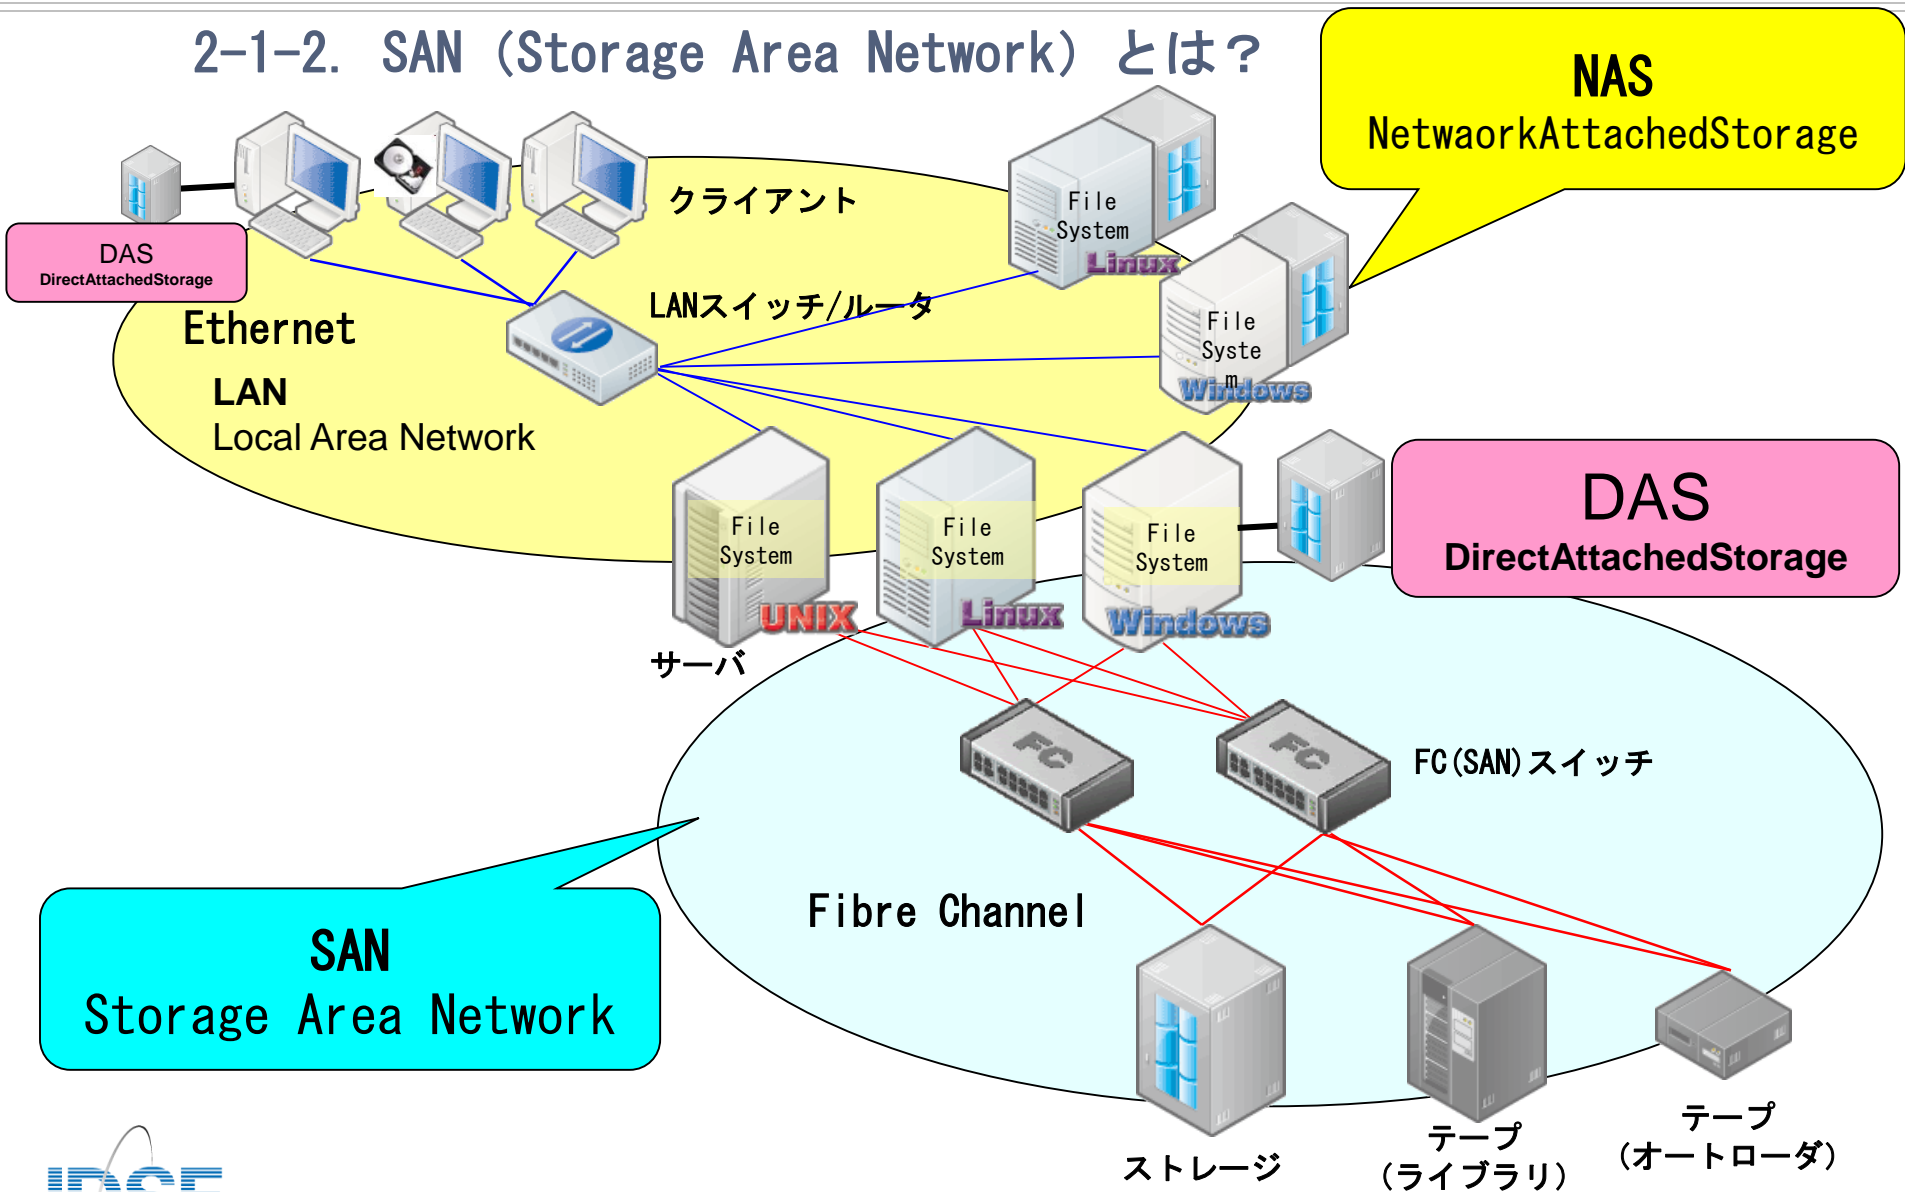 2-1-2. SAN (Storage Area Network) とは？
NAS
NetwaorkAttachedStorage
クライアント
File
System
Linux
DAS
DirectAttachedStorage
LANスイッチ/ルータ
Ethernet
LAN
Local Area Network
File
Syste
m
Windows
File
System
UNIX
File
System
Linux
File
System
Windows
DAS
DirectAttachedStorage
サーバ
FC
FC
FC(SAN)スイッチ
Fibre Channel
SAN
Storage Area Network
ストレージ
テープ
(ライブラリ)
テープ
(オートローダ)